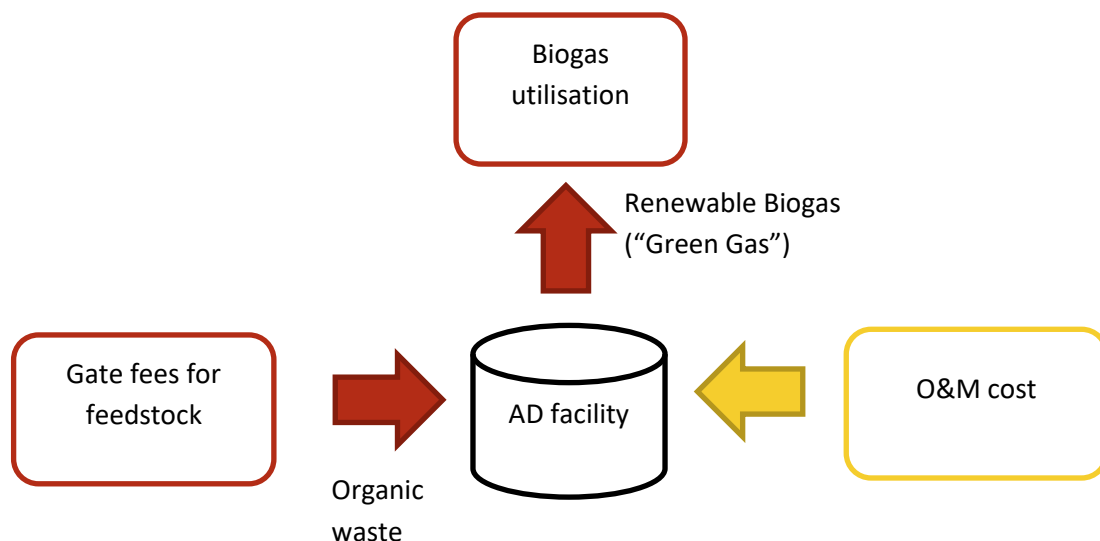 Biogas
utilisation
Renewable Biogas
(“Green Gas”)
Gate fees for
feedstock
AD facility
O&M cost
Organic
waste